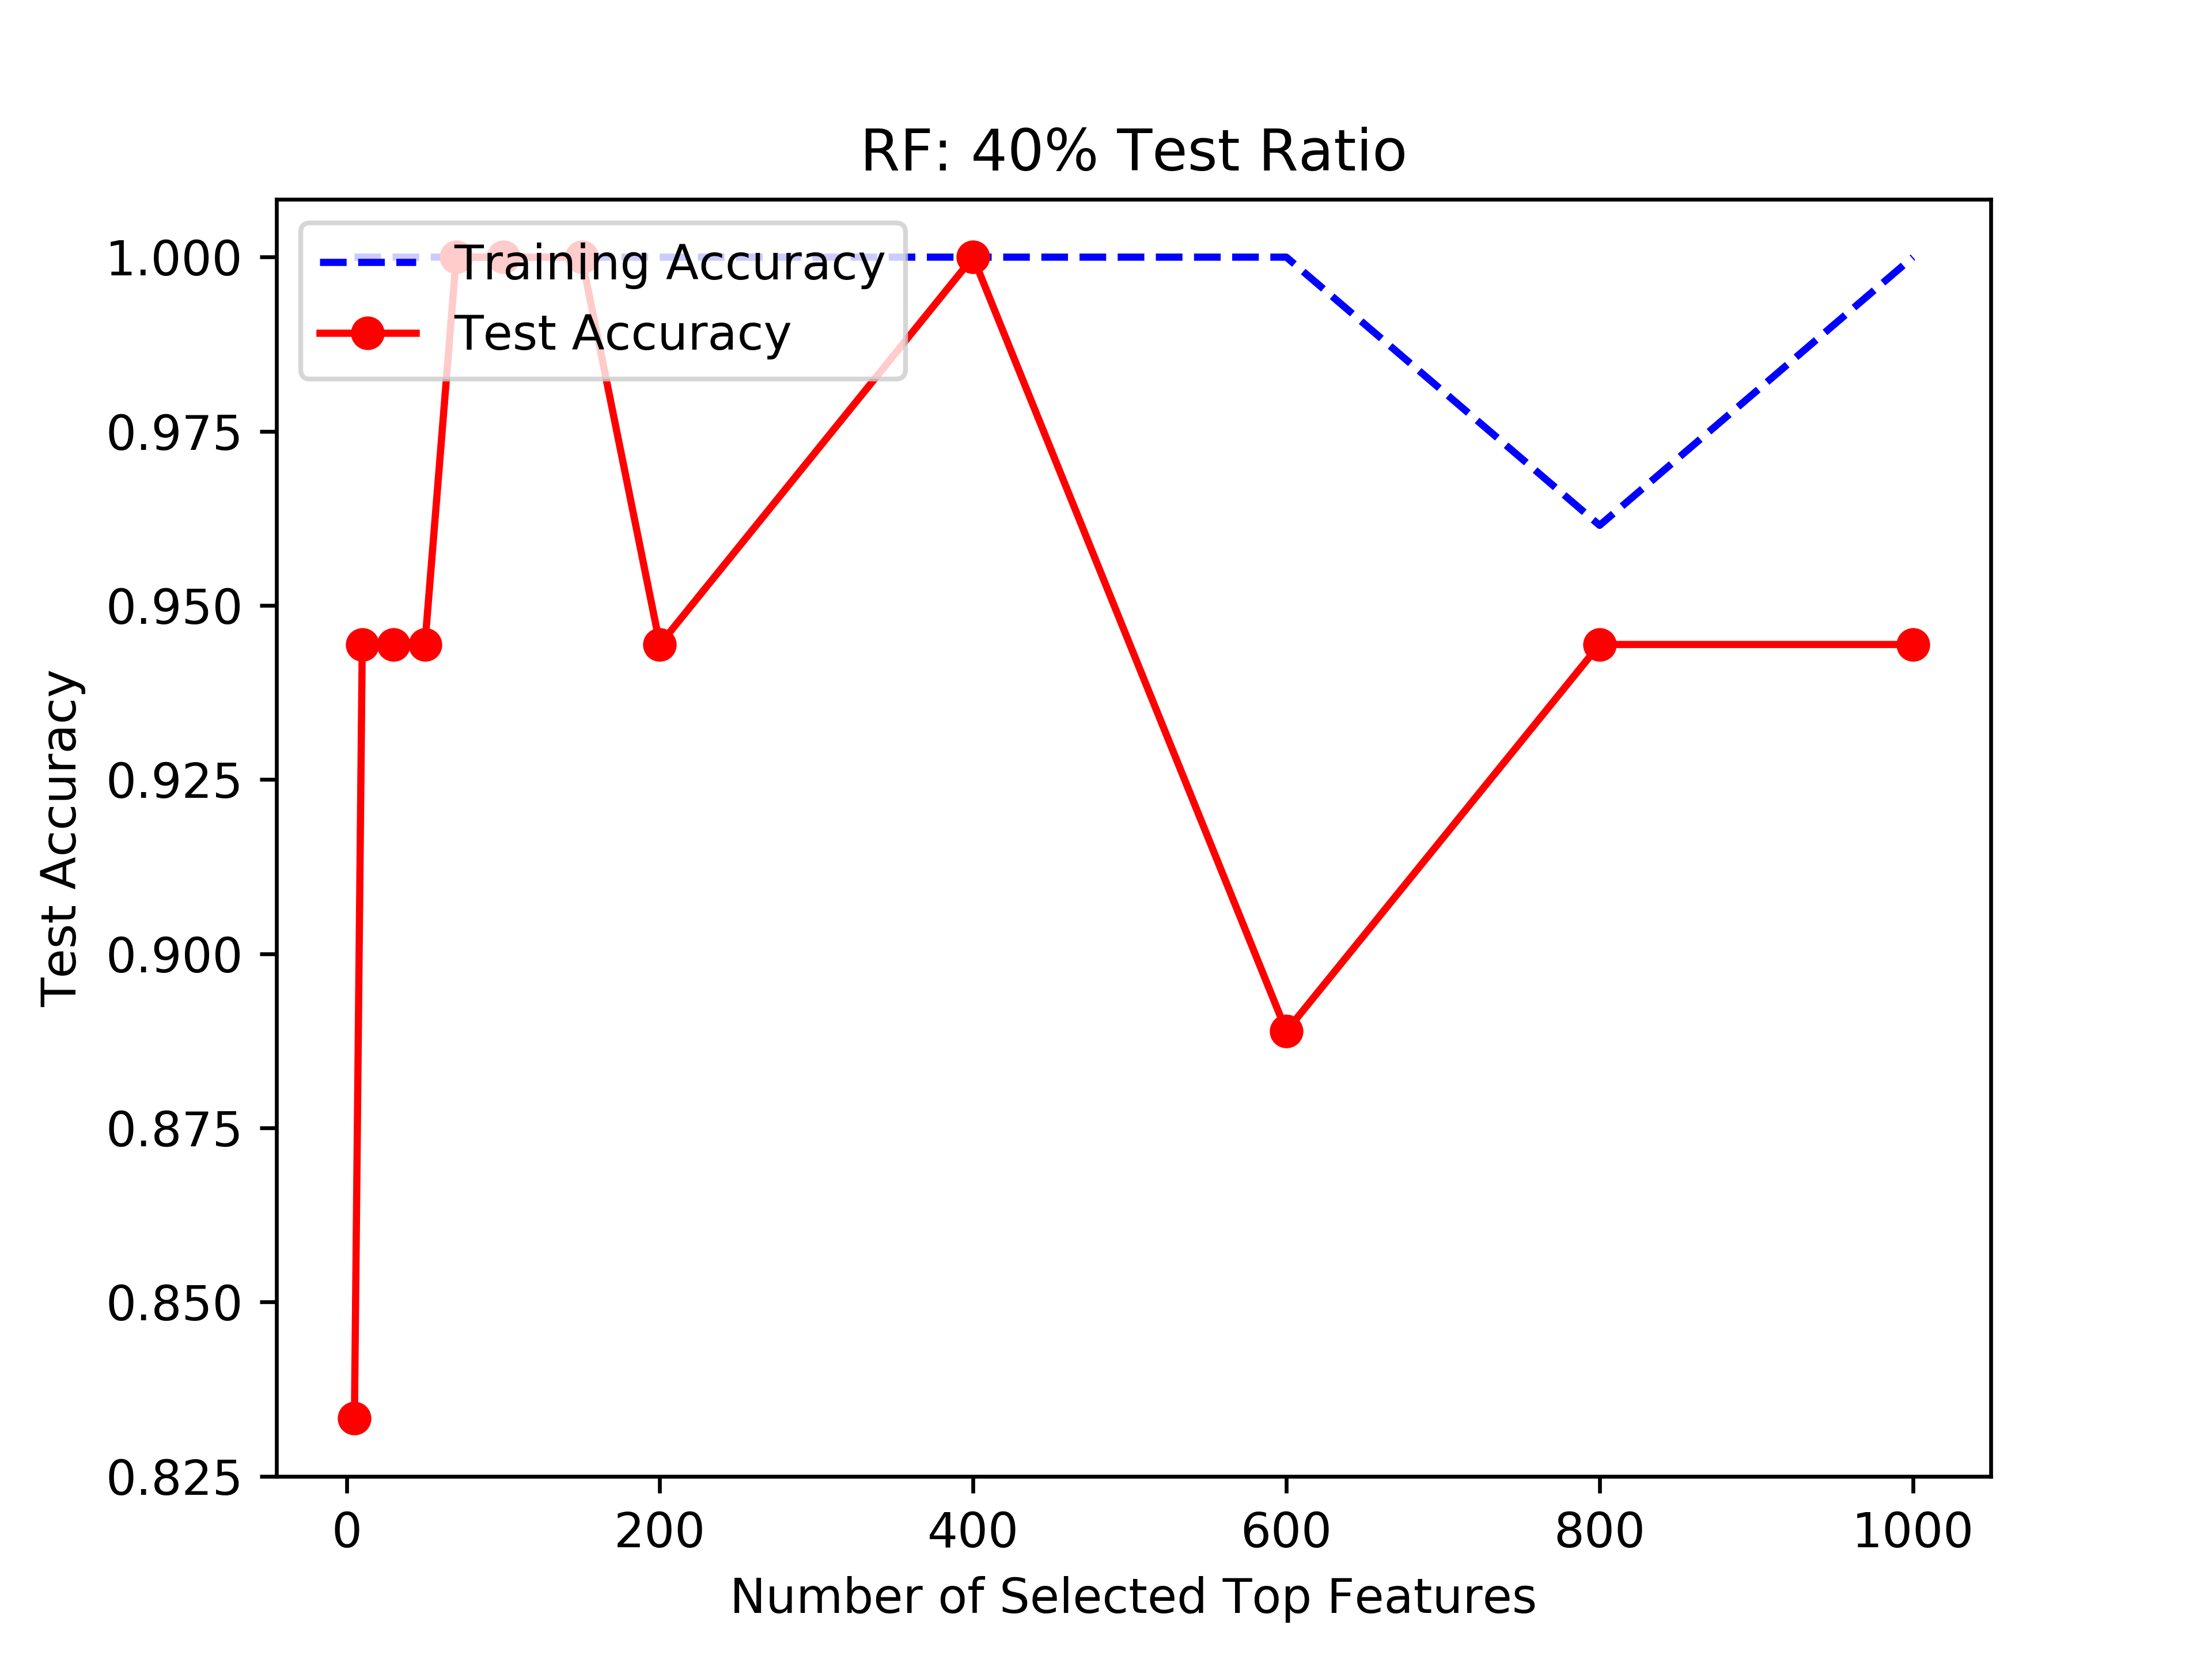 RF: 40% Test Ratio
Training Accuracy
Test Accuracy
1.000
0.975
0.950
0.925
0.900
0.875
0.850
0.825
Test Accuracy
0 200 400 600 800 1000
Number of Selected Top Features